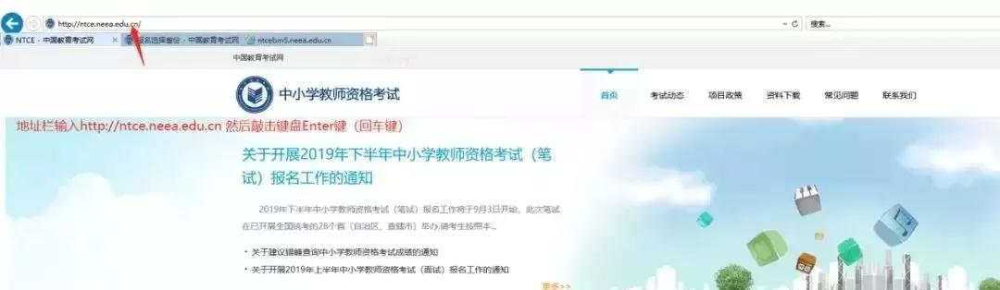 http://ntce.neea.edu.cn/
搜索...
NTCE - 中国教育考试网
报名选择省份 - 中国教育考试网
ntcebm5.neea.edu.cn
中国教育考试网
中小学教师资格考试
首页
考试动态
项目政策
资料下载
常见问题
联系我们
地址栏输入http://ntce.neea.edu.cn 然后敲击键盘Enter键（回车键）
关于开展2019年下半年中小学教师资格考试（笔
试）报名工作的通知
2019年下半年中小学教师资格考试（笔试）报名工作将于9月3日开始，此次笔试
在已开展全国统考的28个省（自治区、直辖市）举办,请考生按照本...
· 关于建议错峰查询中小学教师资格考试成绩的通知
· 关于开展2019年上半年中小学教师资格考试（面试）报名工作的通知
更多>>